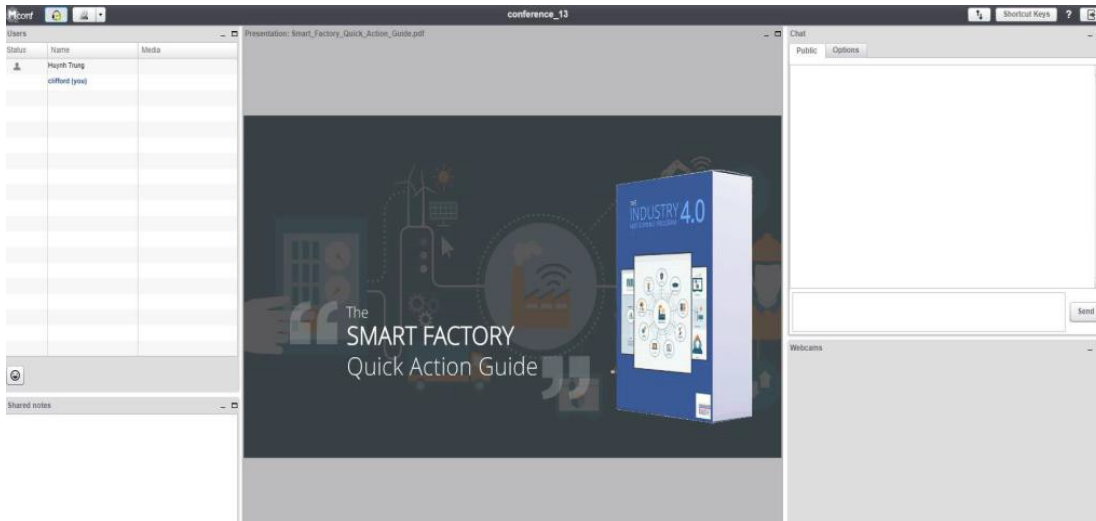 Mconf
conference_13
Shortcut Keys
?
Users
Status Name Media
Huynh Trung
clifford (you)
Shared notes
Presentation: Smart_Factory_Quick_Action_Guide.pdf
The
SMART FACTORY
Quick Action Guide
INDUSTRY 4.0
Chat
Public Options
Send
Webcams